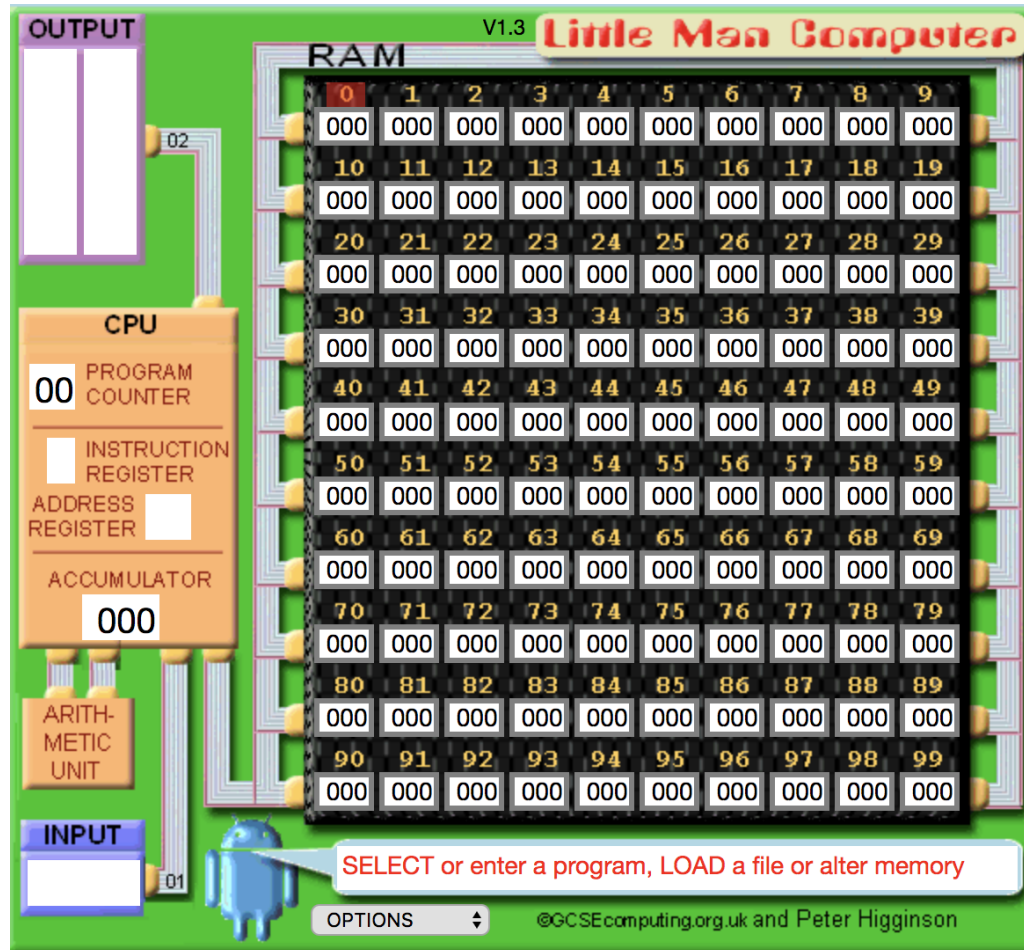 OUTPUT
V1.3
Little Man Computer
RAM
0 1 2 3 4 5 6 7 8 9
000 000 000 000 000 000 000 000 000 000
02
10 11 12 13 14 15 16 17 18 19
000 000 000 000 000 000 000 000 000 000
20 21 22 23 24 25 26 27 28 29
000 000 000 000 000 000 000 000 000 000
30 31 32 33 34 35 36 37 38 39
000 000 000 000 000 000 000 000 000 000
40 41 42 43 44 45 46 47 48 49
000 000 000 000 000 000 000 000 000 000
50 51 52 53 54 55 56 57 58 59
000 000 000 000 000 000 000 000 000 000
60 61 62 63 64 65 66 67 68 69
000 000 000 000 000 000 000 000 000 000
70 71 72 73 74 75 76 77 78 79
000 000 000 000 000 000 000 000 000 000
80 81 82 83 84 85 86 87 88 89
000 000 000 000 000 000 000 000 000 000
90 91 92 93 94 95 96 97 98 99
000 000 000 000 000 000 000 000 000 000
CPU
00
PROGRAM
COUNTER
INSTRUCTION
REGISTER
ADDRESS
REGISTER
ACCUMULATOR
000
ARITH-
METIC
UNIT
INPUT
01
SELECT or enter a program, LOAD a file or alter memory
OPTIONS
©GCSEcomputing.org.uk and Peter Higginson